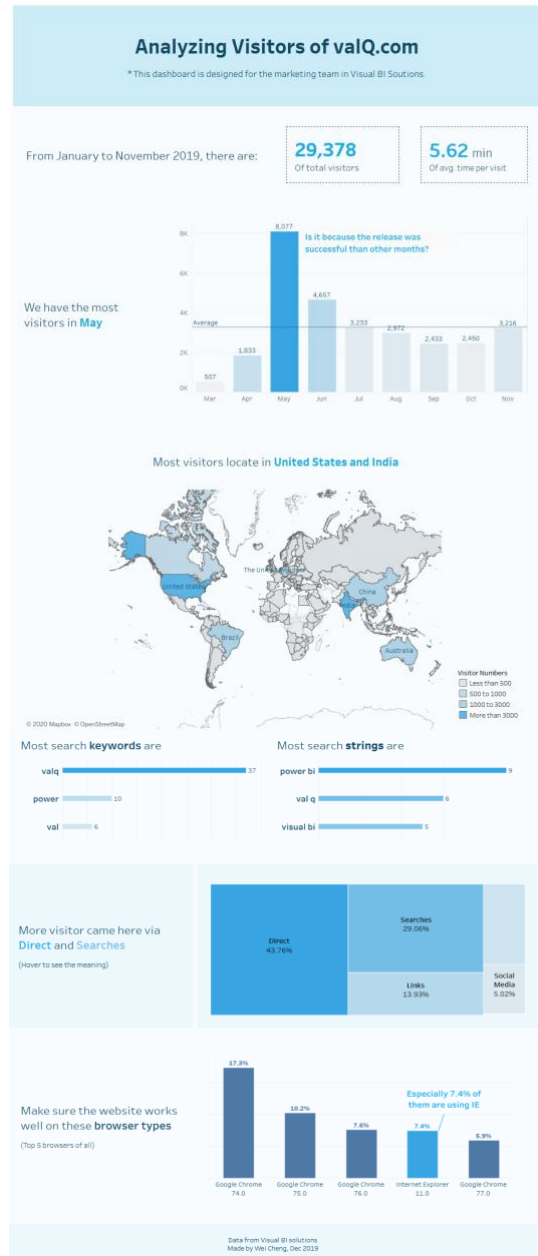 Analyzing Visitors of valQ.com
* This dashboard is designed for the marketing team in Visual BI Soutions.
From January to November 2019, there are:
29,378
Of total visitors
5.62 min
Of avg. time per visit
We have the most
visitors in May
8K
6K
4K
2K
0K
Average
Is it because the release was
successful than other months?
507
1,833
8,077
4,657
3,233
2,972
2,433
2,450
3,216
Mar
Apr
May
Jun
Jul
Aug
Sep
Oct
Nov
Most visitors locate in United States and India
United States
The United
China
India
Brazil
Australia
Visitor Numbers
Less than 500
500 to 1000
1000 to 3000
More than 3000
© 2020 Mapbox © OpenStreetMap
Most search keywords are
valq 37
power 10
val 6
Most search strings are
power bi 9
val q 6
visual bi 5
More visitor came here via
Direct and Searches
(Hover to see the meaning)
Direct
43.76%
Searches
29.06%
Links
13.93%
Social
Media
5.02%
Make sure the website works
well on these browser types
(Top 5 browsers of all)
17.3%
10.2%
7.6%
7.4%
5.9%
Especially 7.4% of
them are using IE
Google Chrome
74.0
Google Chrome
75.0
Google Chrome
76.0
Internet Explorer
11.0
Google Chrome
77.0
Data from Visual BI solutions
Made by Wei Cheng, Dec 2019